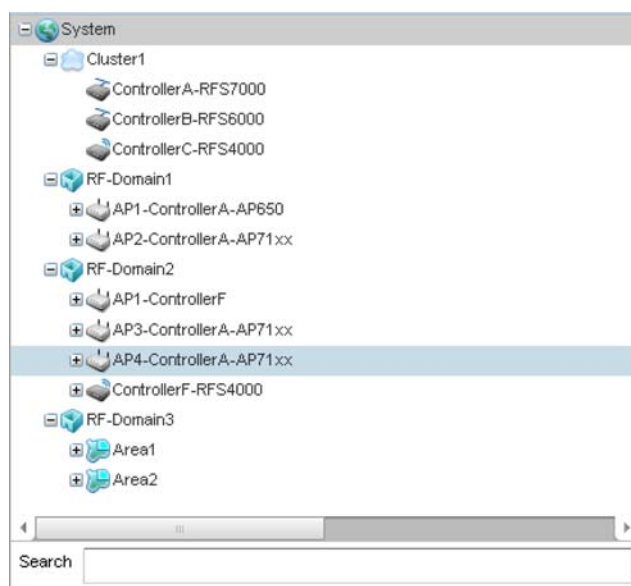 System
Cluster1
ControllerA-RFS7000
ControllerB-RFS6000
ControllerC-RFS4000
RF-Domain1
AP1-ControllerA-AP650
AP2-ControllerA-AP71xx
RF-Domain2
AP1-ControllerF
AP3-ControllerA-AP71xx
AP4-ControllerA-AP71xx
ControllerF-RFS4000
RF-Domain3
Area1
Area2
Search